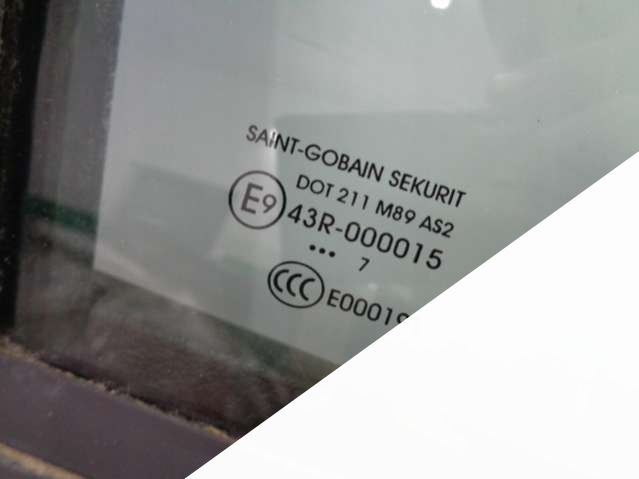 SAINT-GOBAIN SEKURIT
DOT 211 M89 AS2
E9 43R-000015
••• 7
CCC